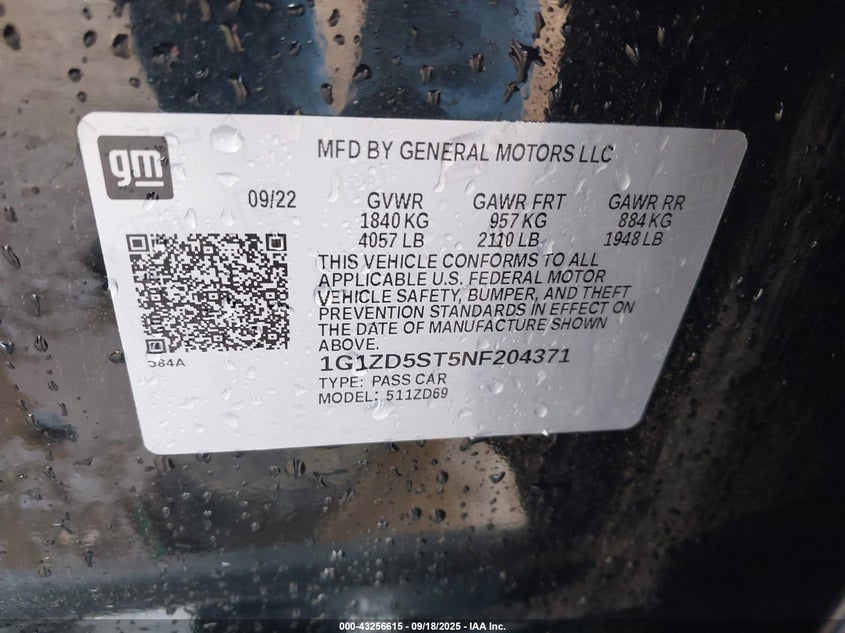 gm
MFD BY GENERAL MOTORS LLC
09/22 GVWR GAWR FRT GAWR RR
1840 KG 957 KG 884 KG
4057 LB 2110 LB 1948 LB
THIS VEHICLE CONFORMS TO ALL
APPLICABLE U.S. FEDERAL MOTOR
VEHICLE SAFETY, BUMPER, AND THEFT
PREVENTION STANDARDS IN EFFECT ON
THE DATE OF MANUFACTURE SHOWN
ABOVE.
584A
1G1ZD5ST5NF204371
TYPE: PASS CAR
MODEL: 511ZD69
000-43256615 - 09/18/2025 - IAA Inc.